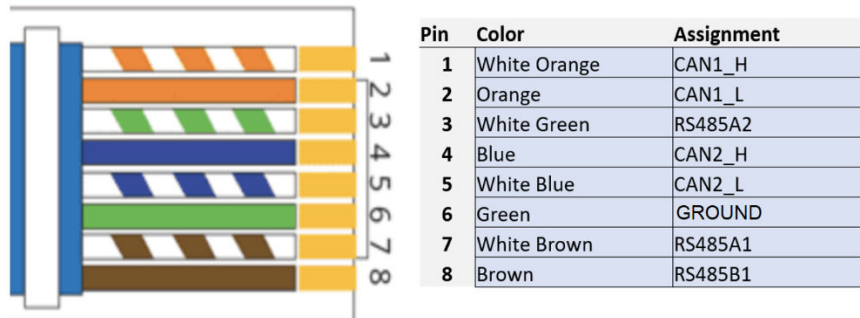 1
2
3
4
5
6
7
8
Pin Color Assignment
1 White Orange CAN1_H
2 Orange CAN1_L
3 White Green RS485A2
4 Blue CAN2_H
5 White Blue CAN2_L
6 Green GROUND
7 White Brown RS485A1
8 Brown RS485B1